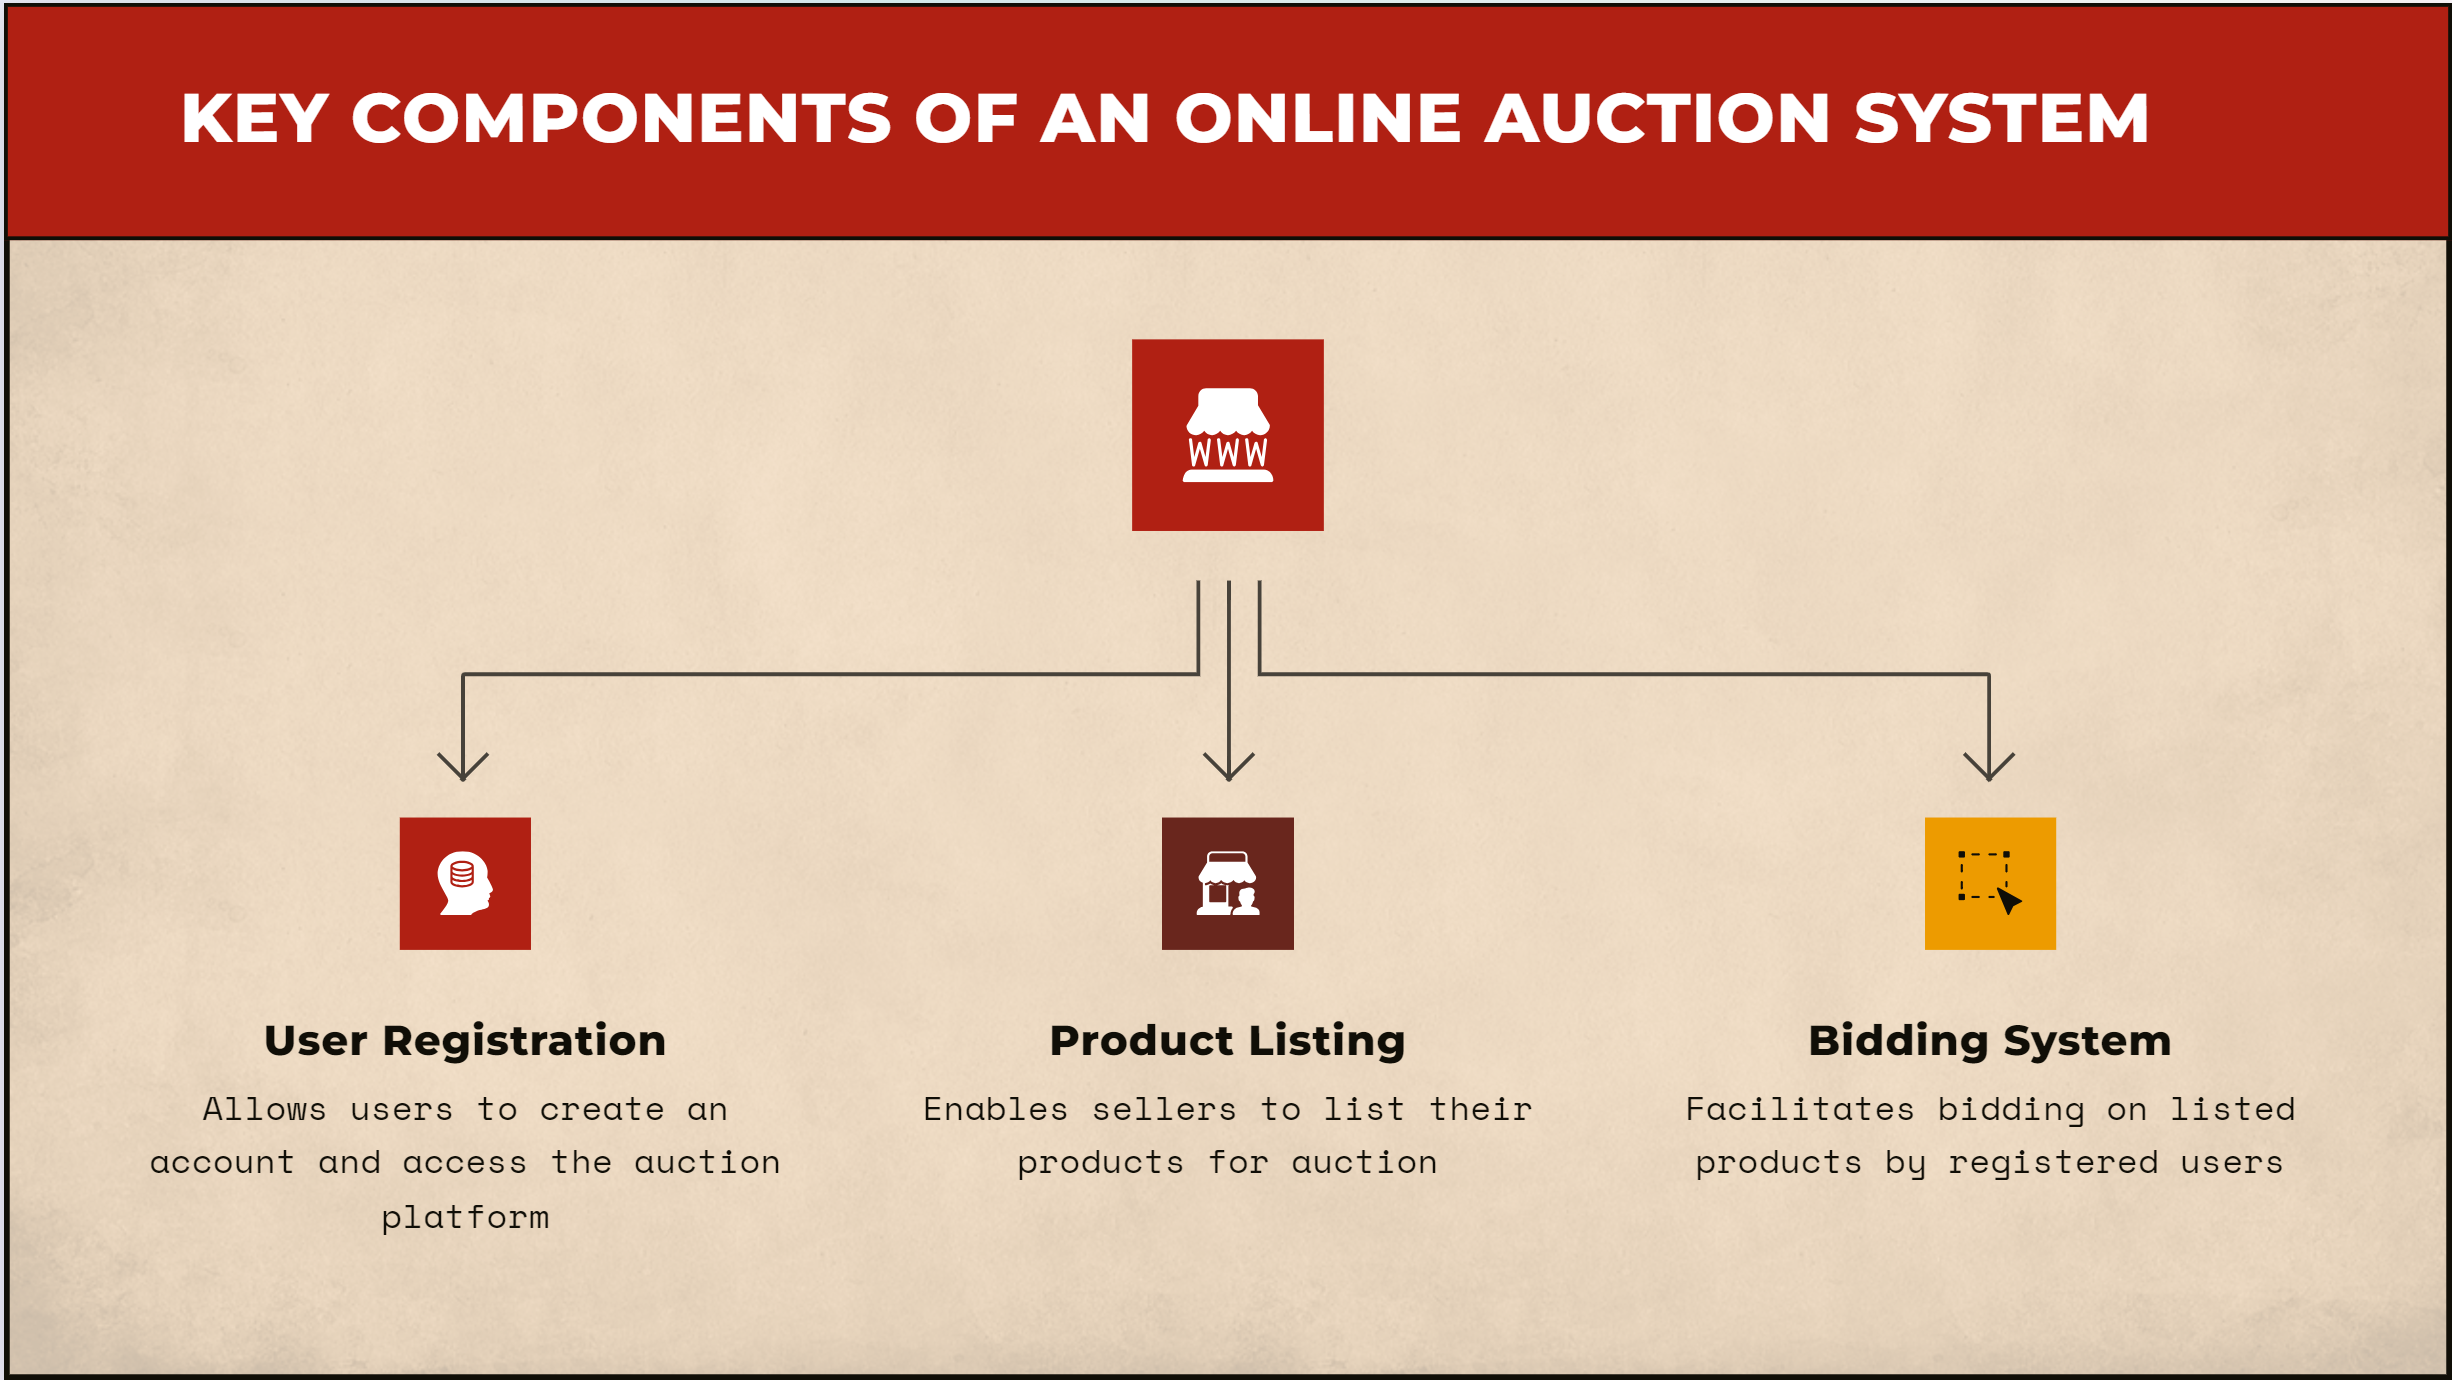 KEY COMPONENTS OF AN ONLINE AUCTION SYSTEM
WWW
User Registration
Allows users to create an
account and access the auction
platform
Product Listing
Enables sellers to list their
products for auction
Bidding System
Facilitates bidding on listed
products by registered users